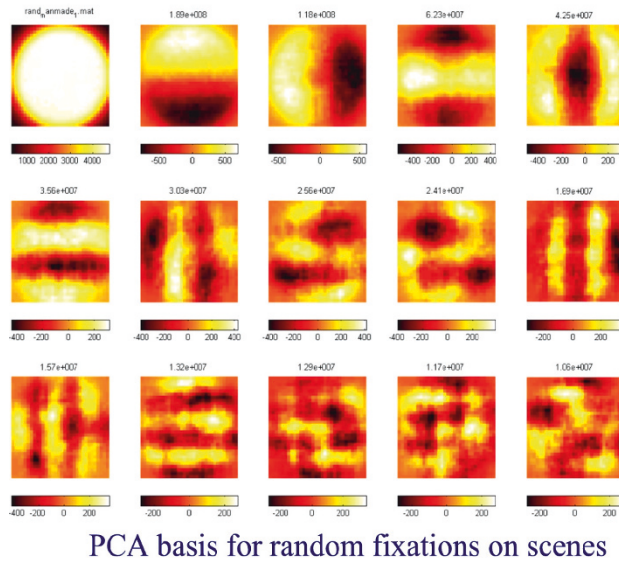 rand_nanmade_1.mat 1.89e+008 1.18e+008 6.23e+007 4.25e+007
1000 2000 3000 4000 -500 0 500 -500 0 500 -400 -200 0 200 400 -400 -200 0 200
3.56e+007 3.03e+007 2.56e+007 2.41e+007 1.69e+007
-400 -200 0 200 -400 -200 0 200 400 -200 0 200 400 -400 -200 0 200 -200 0 200
1.57e+007 1.32e+007 1.29e+007 1.17e+007 1.06e+007
-400 -200 0 200 -200 0 200 -200 0 200 -200 0 200 -200 0 200
PCA basis for random fixations on scenes